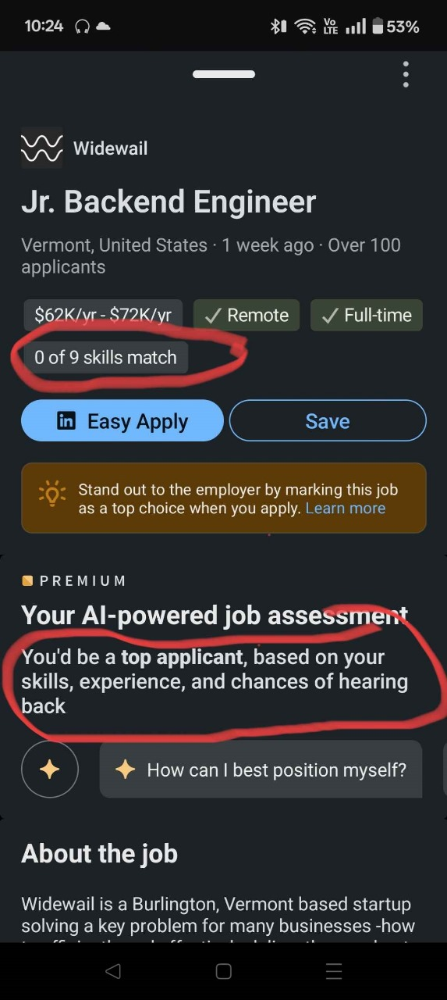 10:24 Vo LTE 53%
Widewail
Jr. Backend Engineer
Vermont, United States · 1 week ago · Over 100
applicants
$62K/yr - $72K/yr ✓ Remote ✓ Full-time
0 of 9 skills match
in Easy Apply Save
Stand out to the employer by marking this job
as a top choice when you apply. Learn more
PREMIUM
Your AI-powered job assessment
You'd be a top applicant, based on your
skills, experience, and chances of hearing
back
How can I best position myself?
About the job
Widewail is a Burlington, Vermont based startup
solving a key problem for many businesses -how